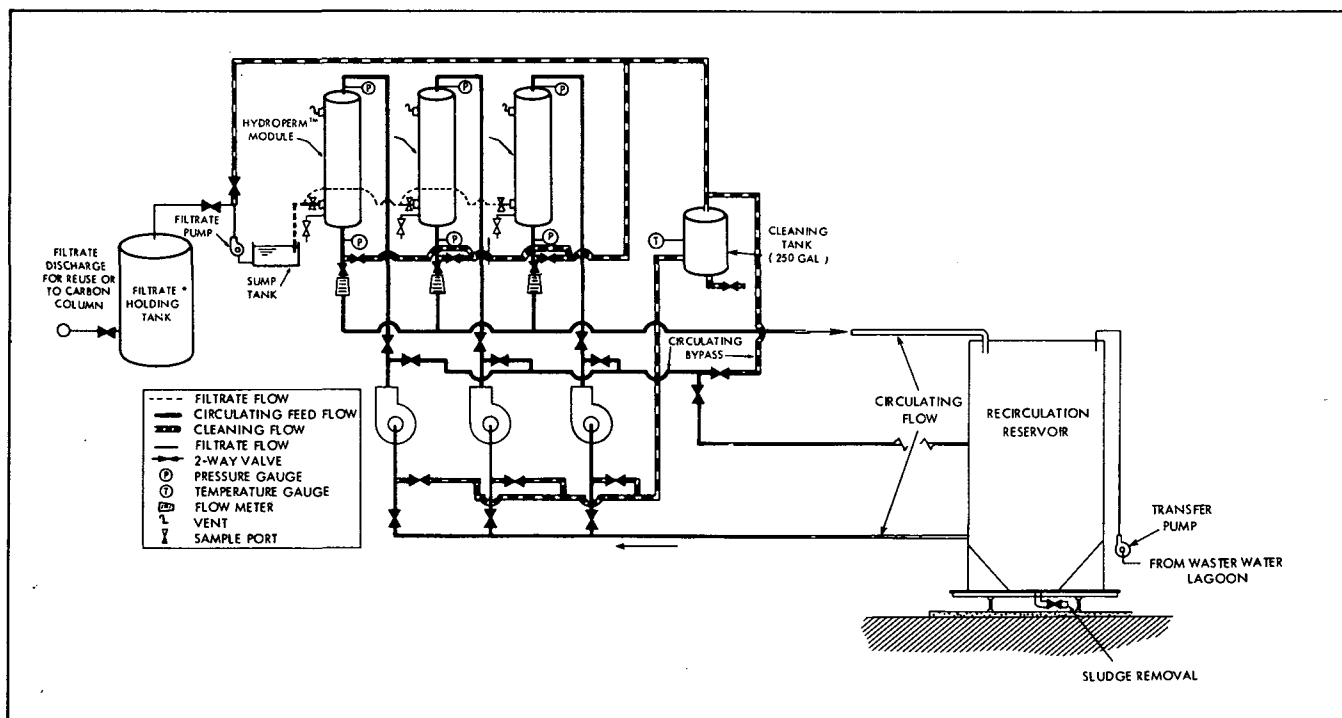 HYDROPERM™
MODULE
P
P
P
FILTRATE
PUMP
FILTRATE
DISCHARGE
FOR REUSE OR
TO CARBON
COLUMN
FILTRATE *
HOLDING
TANK
SUMP
TANK
P
P
P
T
CLEANING
TANK
( 250 GAL )
CIRCULATING
BYPASS
CIRCULATING
FLOW
RECIRCULATION
RESERVOIR
TRANSFER
PUMP
FROM WASTER WATER
LAGOON
SLUDGE REMOVAL
FILTRATE FLOW
CIRCULATING FEED FLOW
CLEANING FLOW
FILTRATE FLOW
2-WAY VALVE
P PRESSURE GAUGE
T TEMPERATURE GAUGE
FLOW METER
VENT
SAMPLE PORT